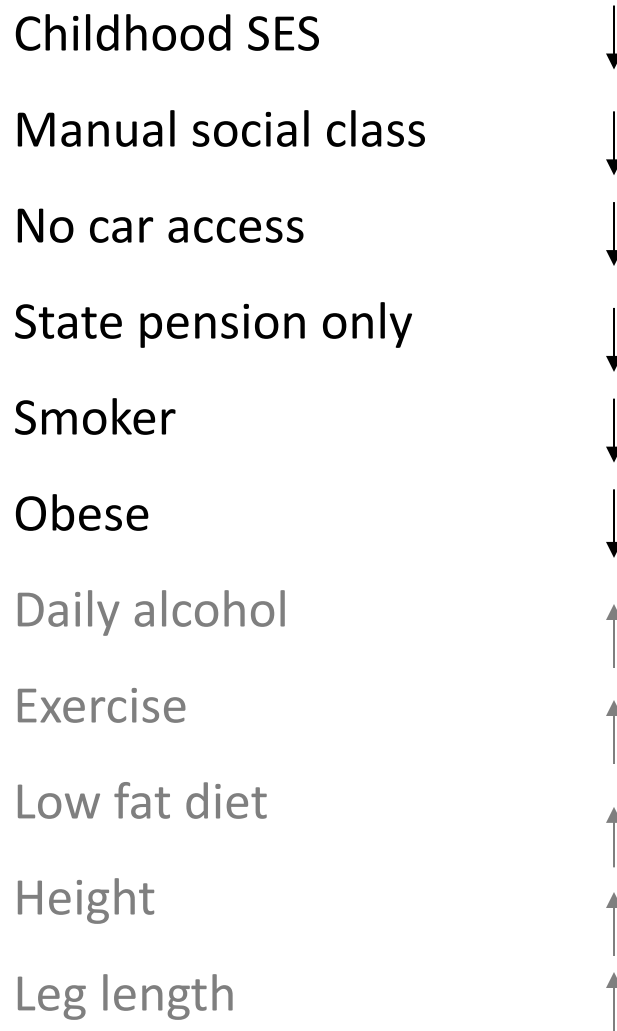 Childhood SES
Manual social class
No car access
State pension only
Smoker
Obese
Daily alcohol
Exercise
Low fat diet
Height
Leg length